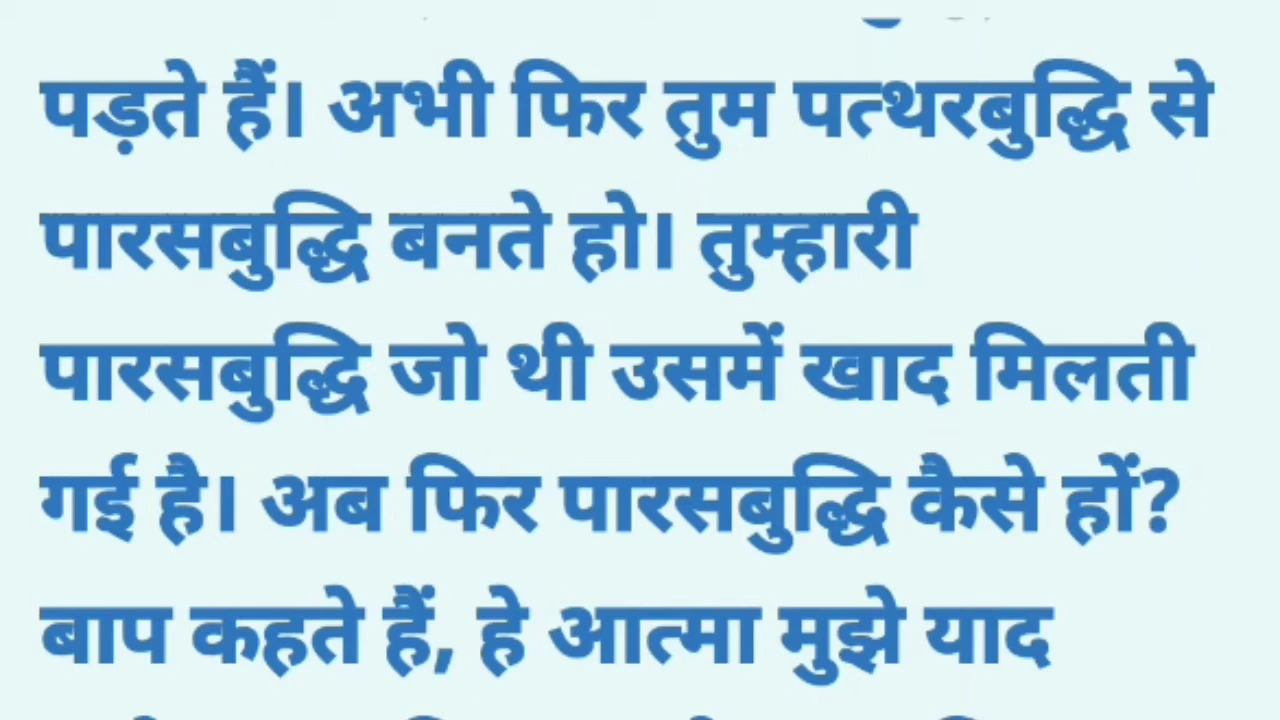 पड़ते हैं। अभी फिर तुम पत्थरबुद्धि से
पारसबुद्धि बनते हो। तुम्हारी
पारसबुद्धि जो थी उसमें खाद मिलती
गई है। अब फिर पारसबुद्धि कैसे हों?
बाप कहते हैं, हे आत्मा मुझे याद